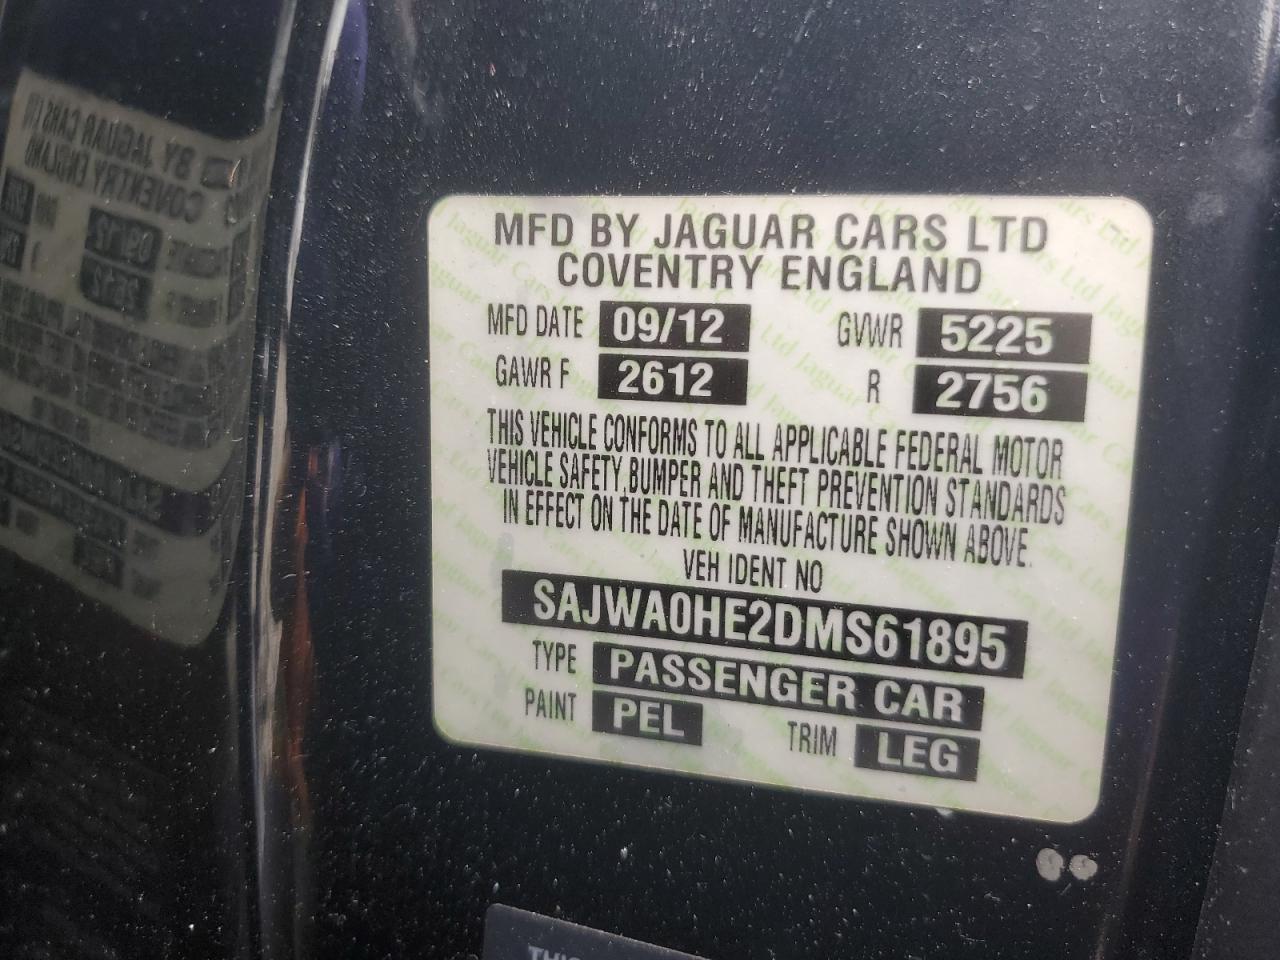 MFD BY JAGUAR CARS LTD
COVENTRY ENGLAND
MFD DATE 09/12 GVWR 5225
GAWR F 2612 R 2756
THIS VEHICLE CONFORMS TO ALL APPLICABLE FEDERAL MOTOR
VEHICLE SAFETY, BUMPER AND THEFT PREVENTION STANDARDS
IN EFFECT ON THE DATE OF MANUFACTURE SHOWN ABOVE.
VEH IDENT NO
SAJWA0HE2DMS61895
TYPE PASSENGER CAR
PAINT PEL TRIM LEG